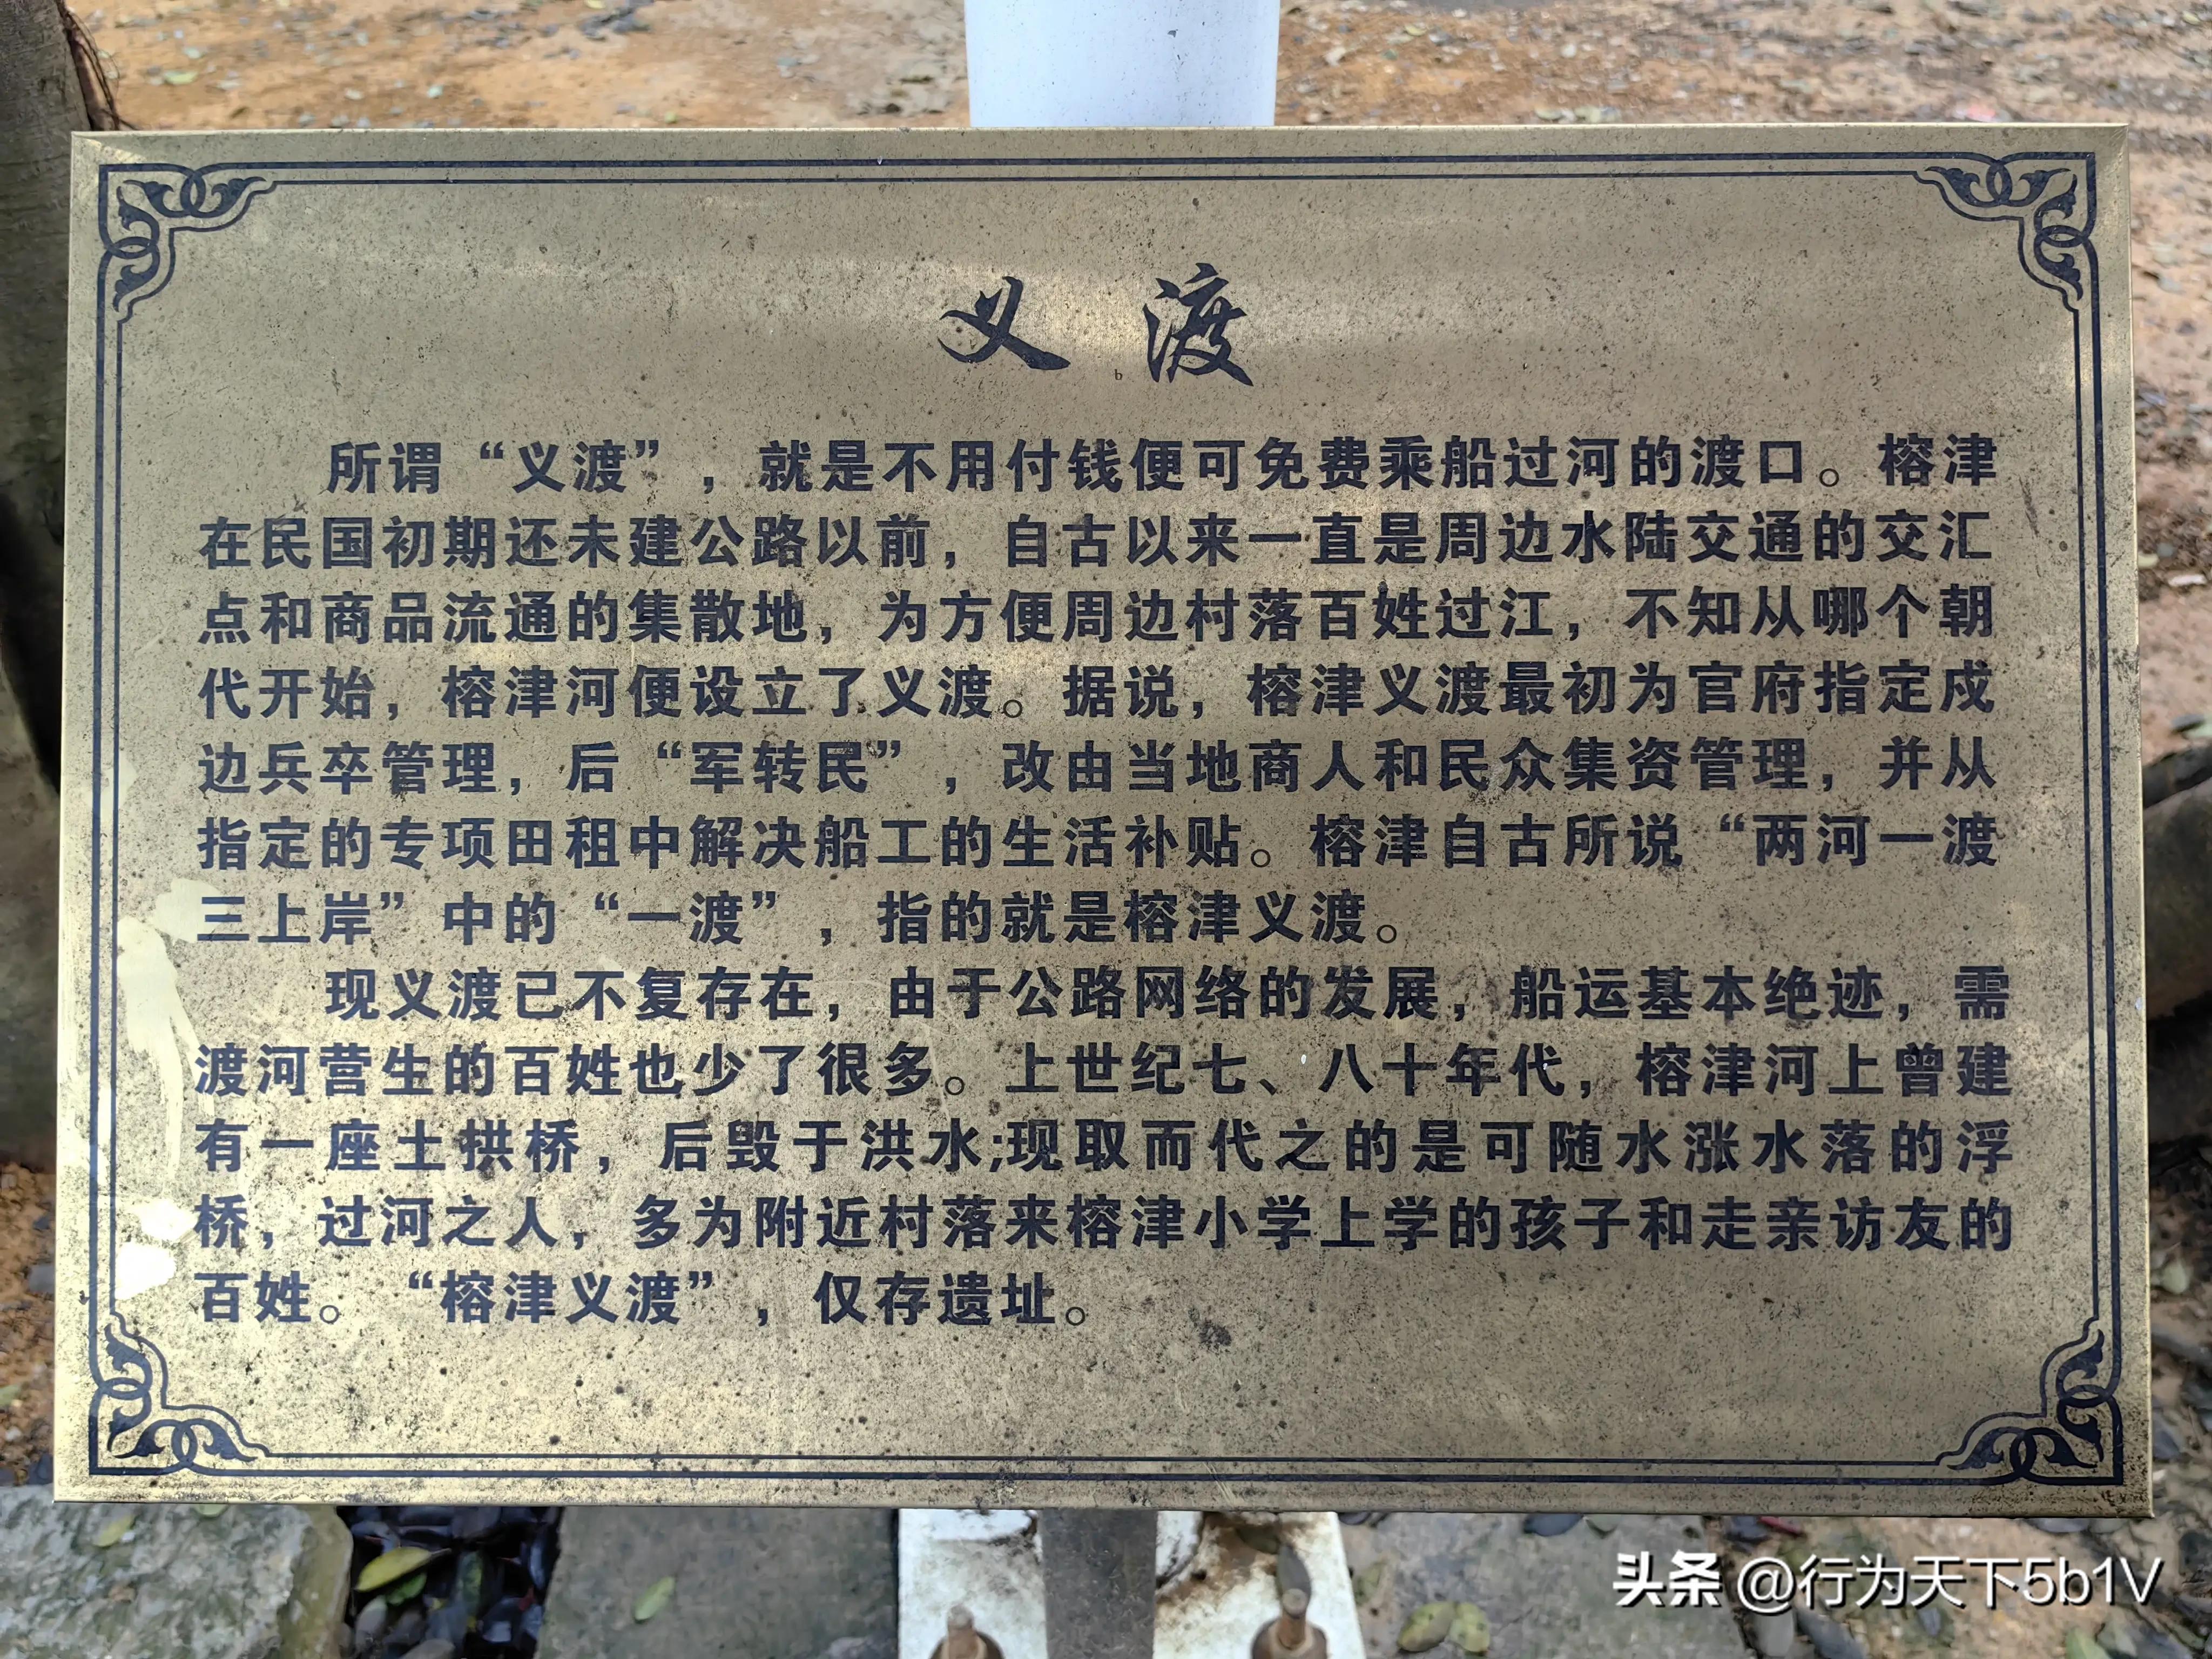 义渡
所谓“义渡”，就是不用付钱便可免费乘船过河的渡口。榕津
在民国初期还未建公路以前，自古以来一直是周边水陆交通的交汇
点和商品流通的集散地，为方便周边村落百姓过江，不知从哪个朝
代开始，榕津河便设立了义渡。据说，榕津义渡最初为官府指定戍
边兵卒管理，后“军转民”，改由当地商人和民众集资管理，并从
指定的专项田租中解决船工的生活补贴。榕津自古所说“两河一渡
三上岸”中的“一渡”，指的就是榕津义渡。
现义渡已不复存在，由于公路网络的发展，船运基本绝迹，需
渡河营生的百姓也少了很多。上世纪七、八十年代，榕津河上曾建
有一座土拱桥，后毁于洪水;现取而代之的是可随水涨水落的浮
桥，过河之人，多为附近村落来榕津小学上学的孩子和走亲访友的
百姓。“榕津义渡”，仅存遗址。
头条 @行为天下5b1V